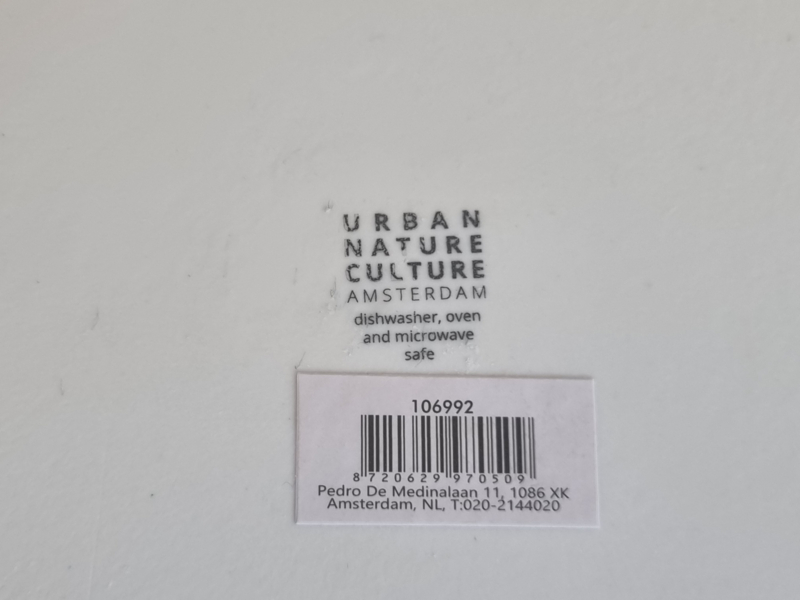 URBAN
NATURE
CULTURE
AMSTERDAM
dishwasher, oven
and microwave
safe
106992
8 720629 970509
Pedro De Medinalaan 11, 1086 XK
Amsterdam, NL, T:020-2144020